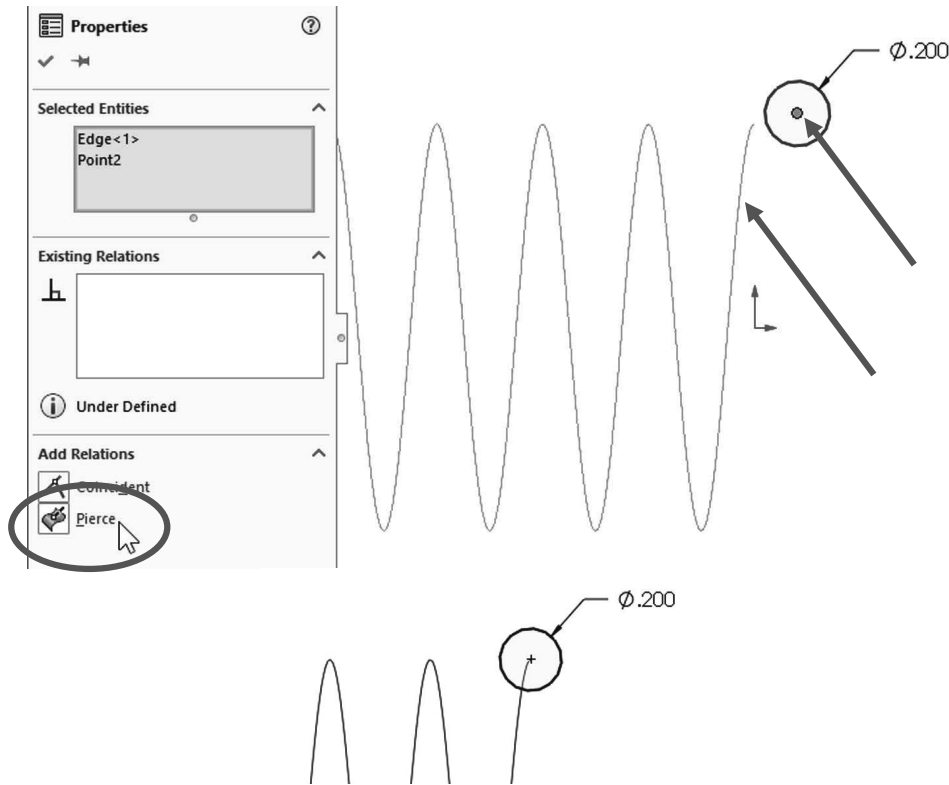 Properties
Selected Entities
Edge<1>
Point2
Existing Relations
Under Defined
Add Relations
Coincident
Pierce
Ø.200
Ø.200